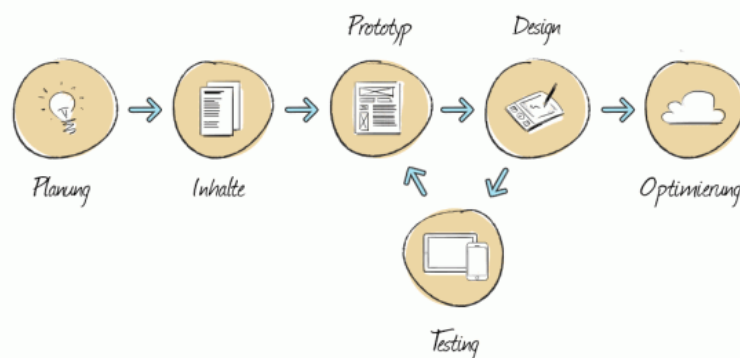 Prototyp
Design
Planung
Inhalte
Optimierung
Testing